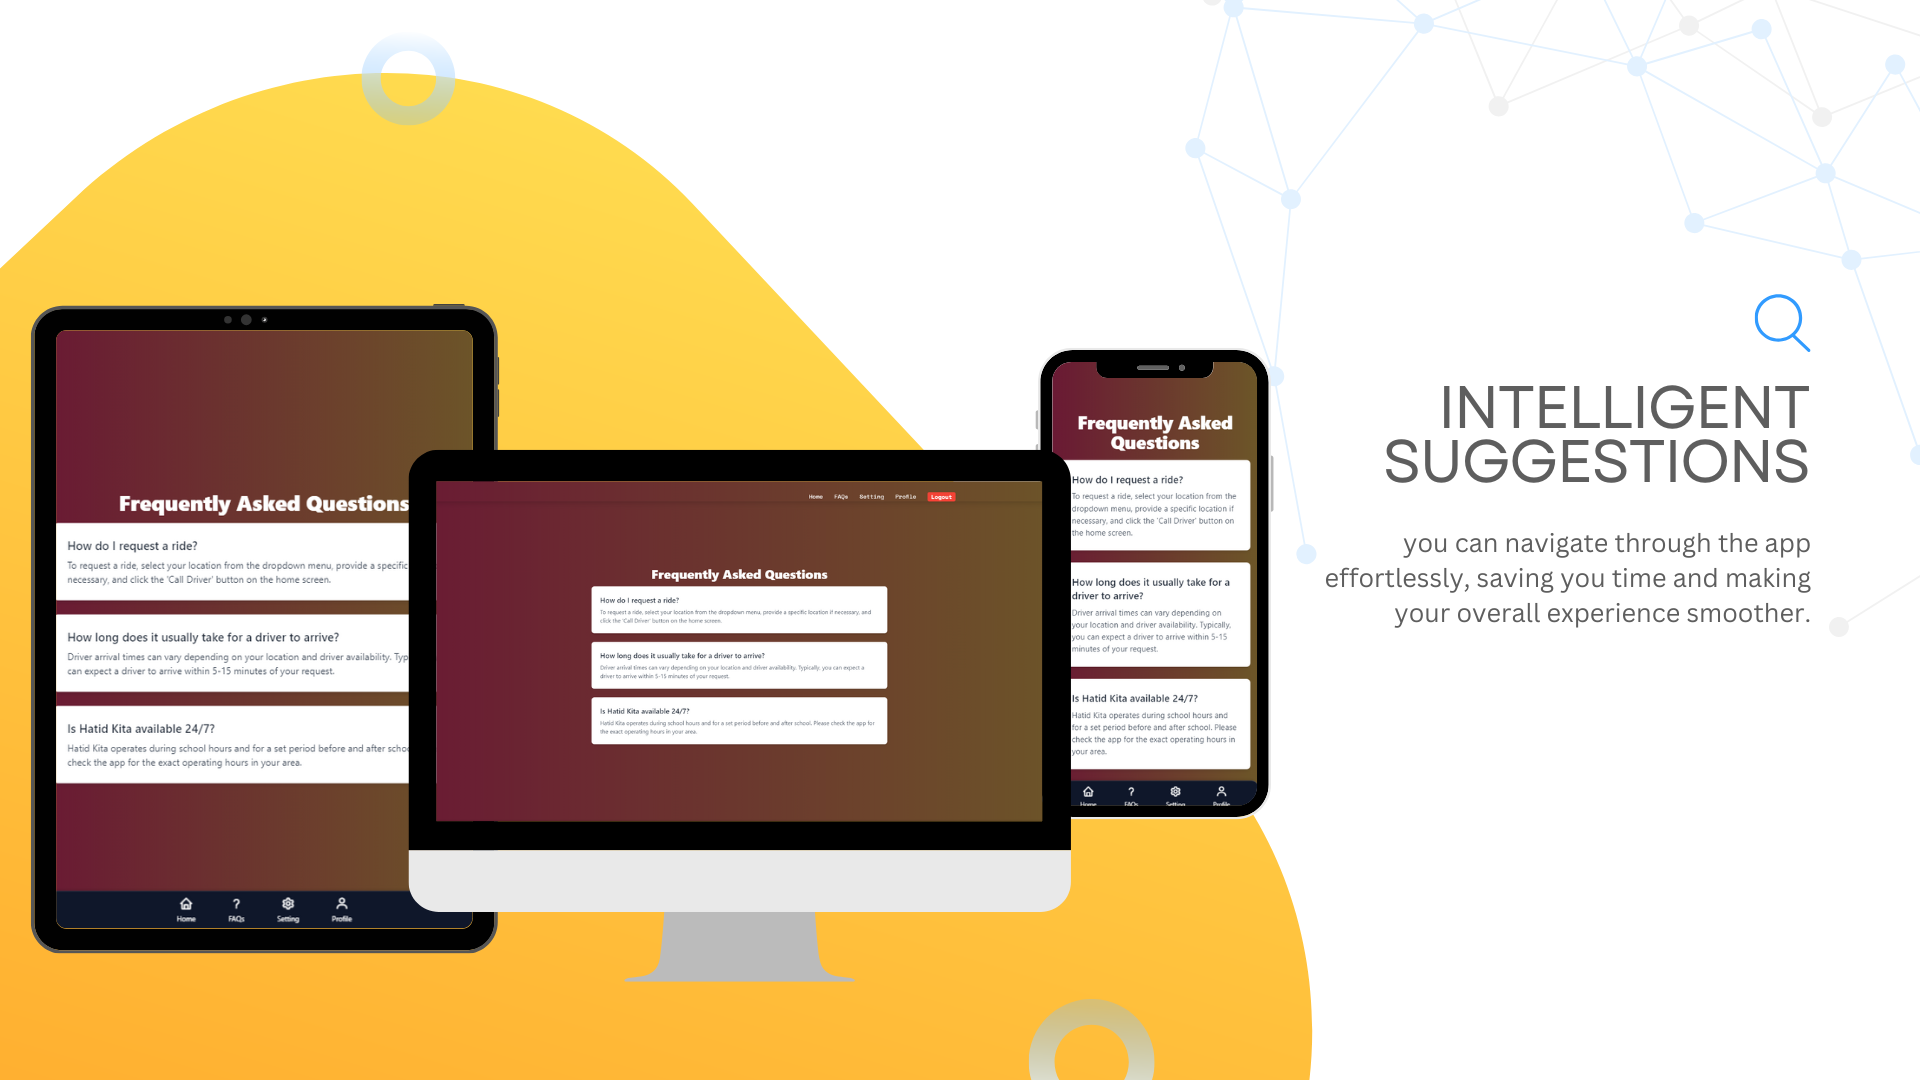 Frequently Asked Questions
How do I request a ride?
To request a ride, select your location from the dropdown menu, provide a specific
necessary, and click the 'Call Driver' button on the home screen.
How long does it usually take for a driver to arrive?
Driver arrival times can vary depending on your location and driver availability. Typ
can expect a driver to arrive within 5-15 minutes of your request.
Is Hatid Kita available 24/7?
Hatid Kita operates during school hours and for a set period before and after schoo
check the app for the exact operating hours in your area.
Home FAQs Setting Profile
Home FAQs Setting Profile Logout
Frequently Asked Questions
How do I request a ride?
To request a ride, select your location from the dropdown menu, provide a specific location if necessary, and
click the 'Call Driver' button on the home screen.
How long does it usually take for a driver to arrive?
Driver arrival times can vary depending on your location and driver availability. Typically, you can expect a
driver to arrive within 5-15 minutes of your request.
Is Hatid Kita available 24/7?
Hatid Kita operates during school hours and for a set period before and after school. Please check the app for
the exact operating hours in your area.
Frequently Asked
Questions
How do I request a ride?
To request a ride, select your location from the
dropdown menu, provide a specific location if
necessary, and click the 'Call Driver' button on
the home screen.
How long does it usually take for a
driver to arrive?
Driver arrival times can vary depending on
your location and driver availability. Typically,
you can expect a driver to arrive within 5-15
minutes of your request.
Is Hatid Kita available 24/7?
Hatid Kita operates during school hours and
for a set period before and after school. Please
check the app for the exact operating hours in
your area.
Home FAQs Setting Profile
INTELLIGENT
SUGGESTIONS
you can navigate through the app
effortlessly, saving you time and making
your overall experience smoother.